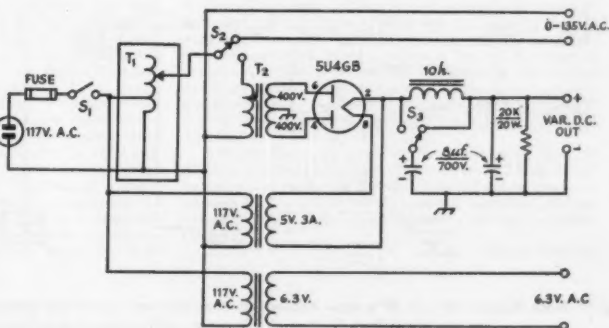 0-135V. A.C.
S2
T1
T2
5U4GB
10h.
FUSE
S1
117V. A.C.
400V.
400V.
6
4
2
8
S3
20K
20W.
+
VAR. D.C.
OUT
-
+
-
8µf.
700V.
+
-
117V.
A.C.
5V. 3A.
117V.
A.C.
6.3V.
6.3V. A.C